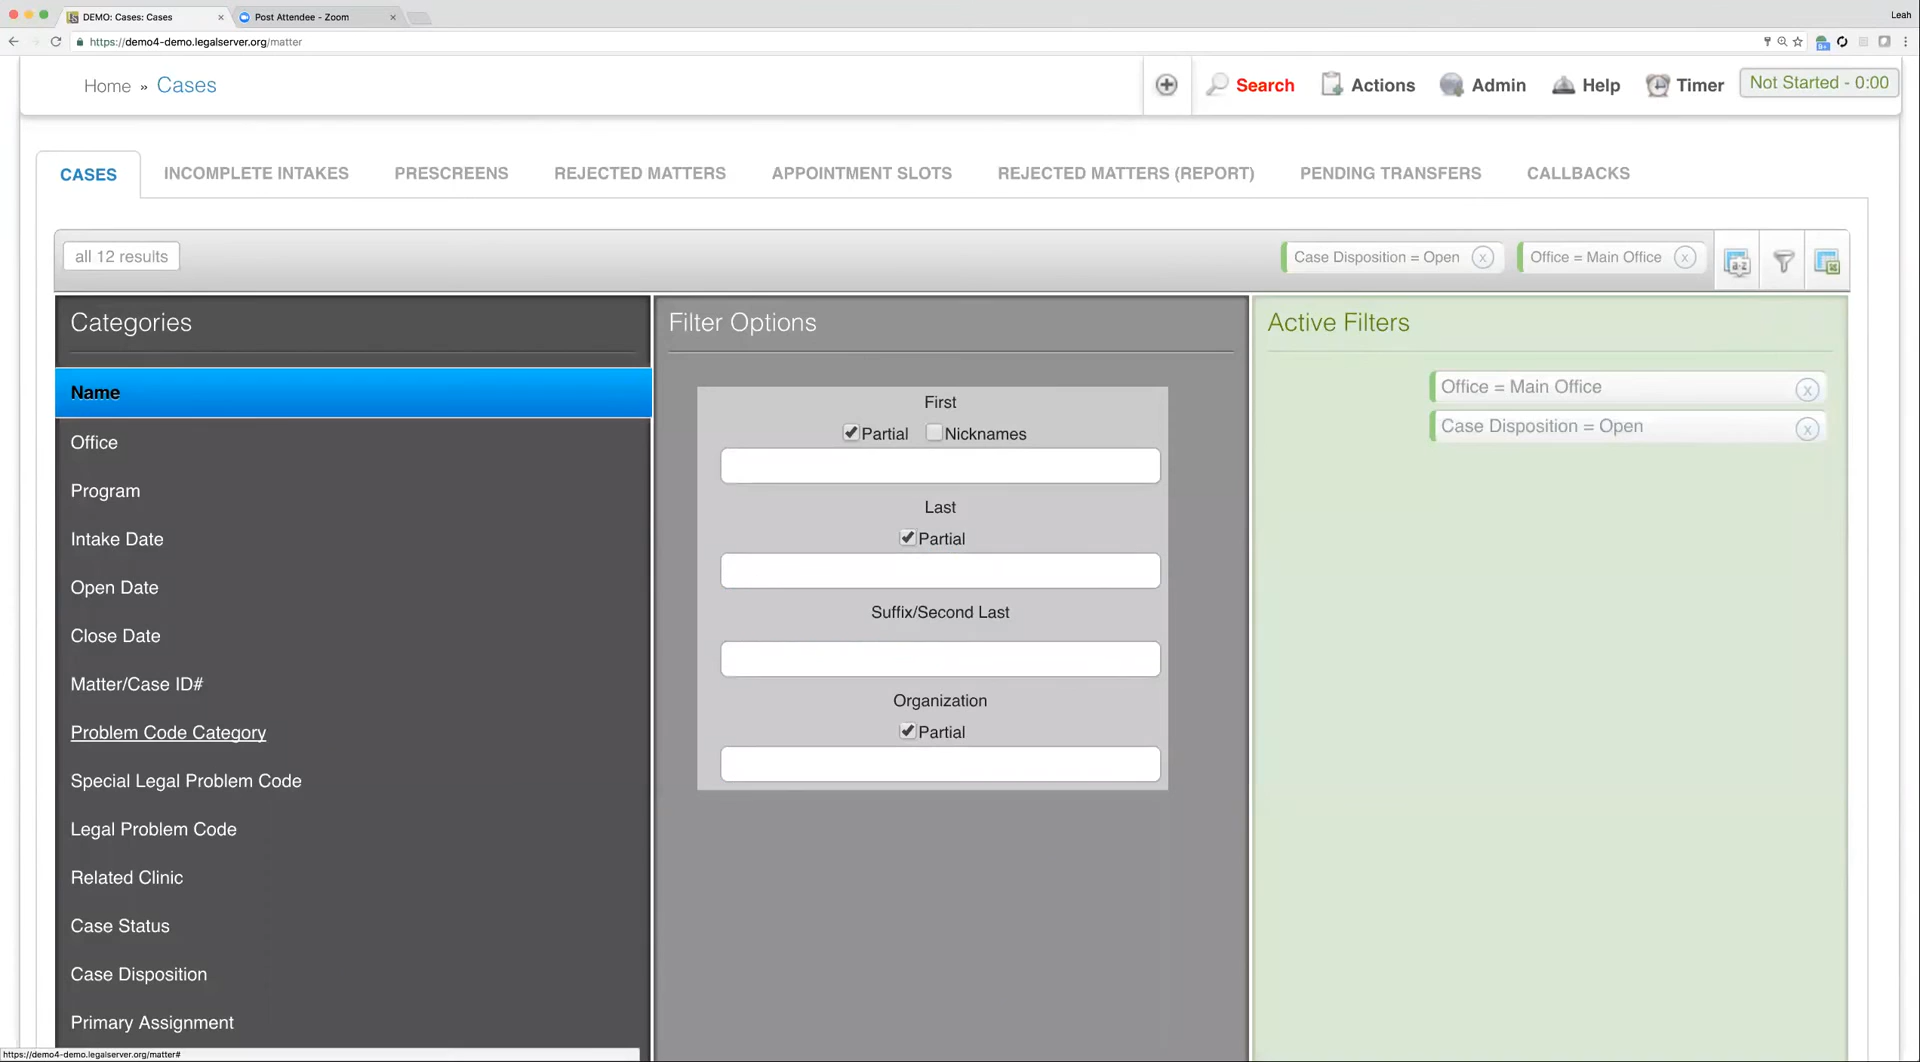 DEMO: Cases: Cases
Post Attendee - Zoom
Leah
https://demo4-demo.legalserver.org/matter
Home » Cases
Search
Actions
Admin
Help
Timer
Not Started - 0:00
CASES
INCOMPLETE INTAKES
PRESCREENS
REJECTED MATTERS
APPOINTMENT SLOTS
REJECTED MATTERS (REPORT)
PENDING TRANSFERS
CALLBACKS
all 12 results
Case Disposition = Open
Office = Main Office
a-z
Categories
Name
Office
Program
Intake Date
Open Date
Close Date
Matter/Case ID#
Problem Code Category
Special Legal Problem Code
Legal Problem Code
Related Clinic
Case Status
Case Disposition
Primary Assignment
Filter Options
First
Partial Nicknames
Last
Partial
Suffix/Second Last
Organization
Partial
Active Filters
Office = Main Office
Case Disposition = Open
https://demo4-demo.legalserver.org/matter#